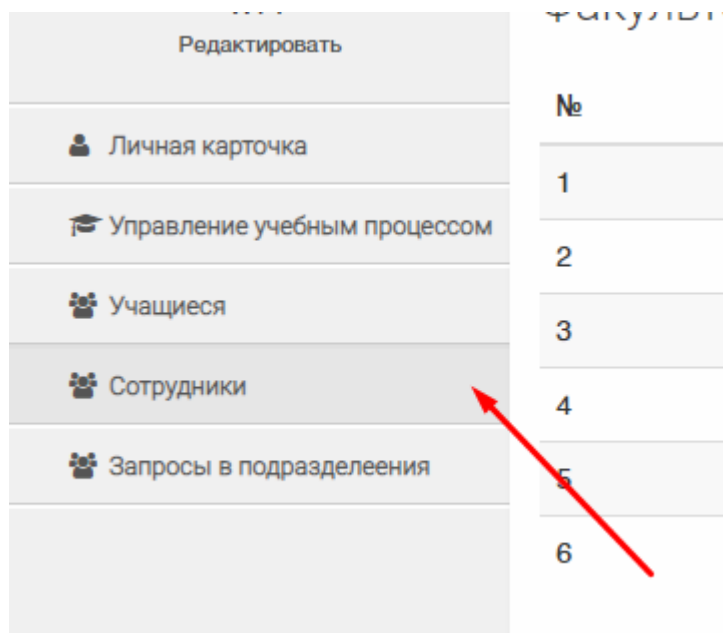 Редактировать
Личная карточка
Управление учебным процессом
Учащиеся
Сотрудники
Запросы в подразделеения
№
1
2
3
4
5
6